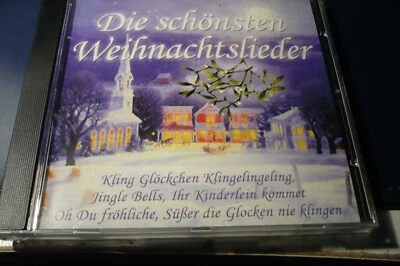 Die schönsten
Weihnachtslieder
Kling Glöckchen Klingelingeling,
Jingle Bells, Ihr Kinderlein kommet
Oh Du fröhliche, Süßer die Glocken nie klingen